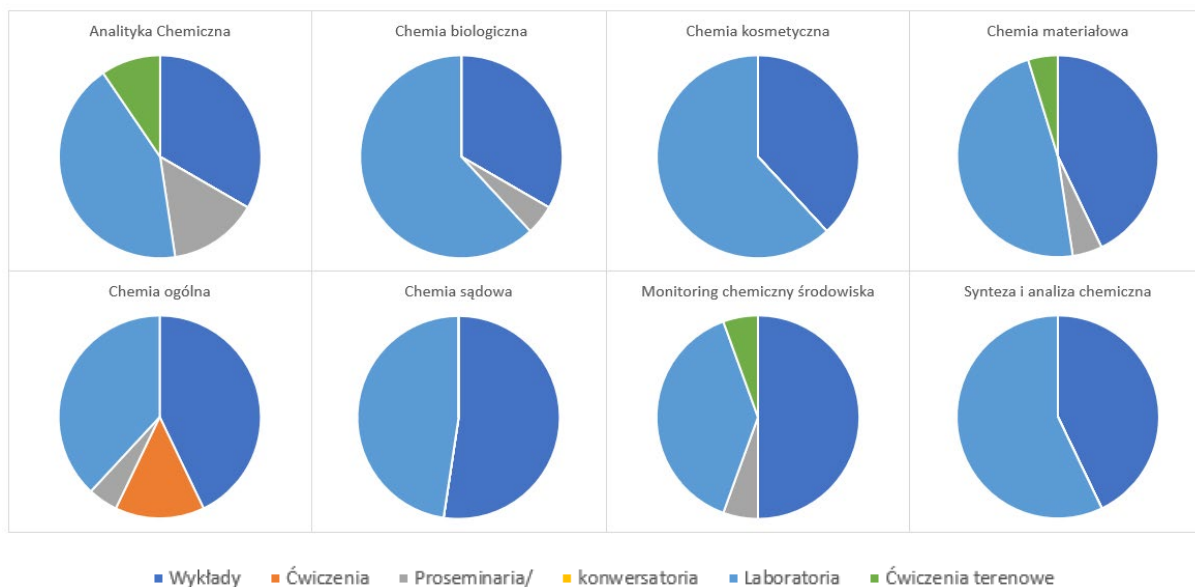 Analityka Chemiczna
Chemia biologiczna
Chemia kosmetyczna
Chemia materiałowa
Chemia ogólna
Chemia sądowa
Monitoring chemiczny środowiska
Synteza i analiza chemiczna
Wykłady Ćwiczenia Proseminaria/ konwersatoria Laboratoria Ćwiczenia terenowe